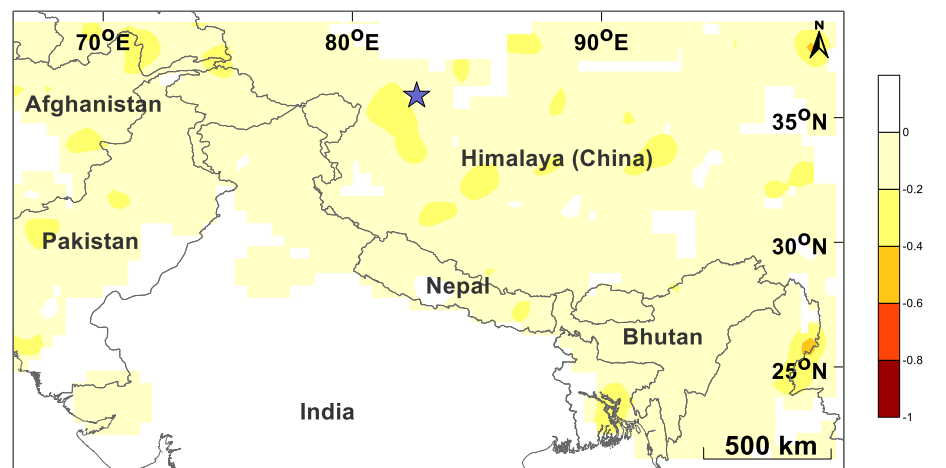 70°E 80°E 90°E N
Afghanistan
35°N
Himalaya (China)
Pakistan
30°N
Nepal
Bhutan
25°N
India
500 km
0
-0.2
-0.4
-0.6
-0.8
-1